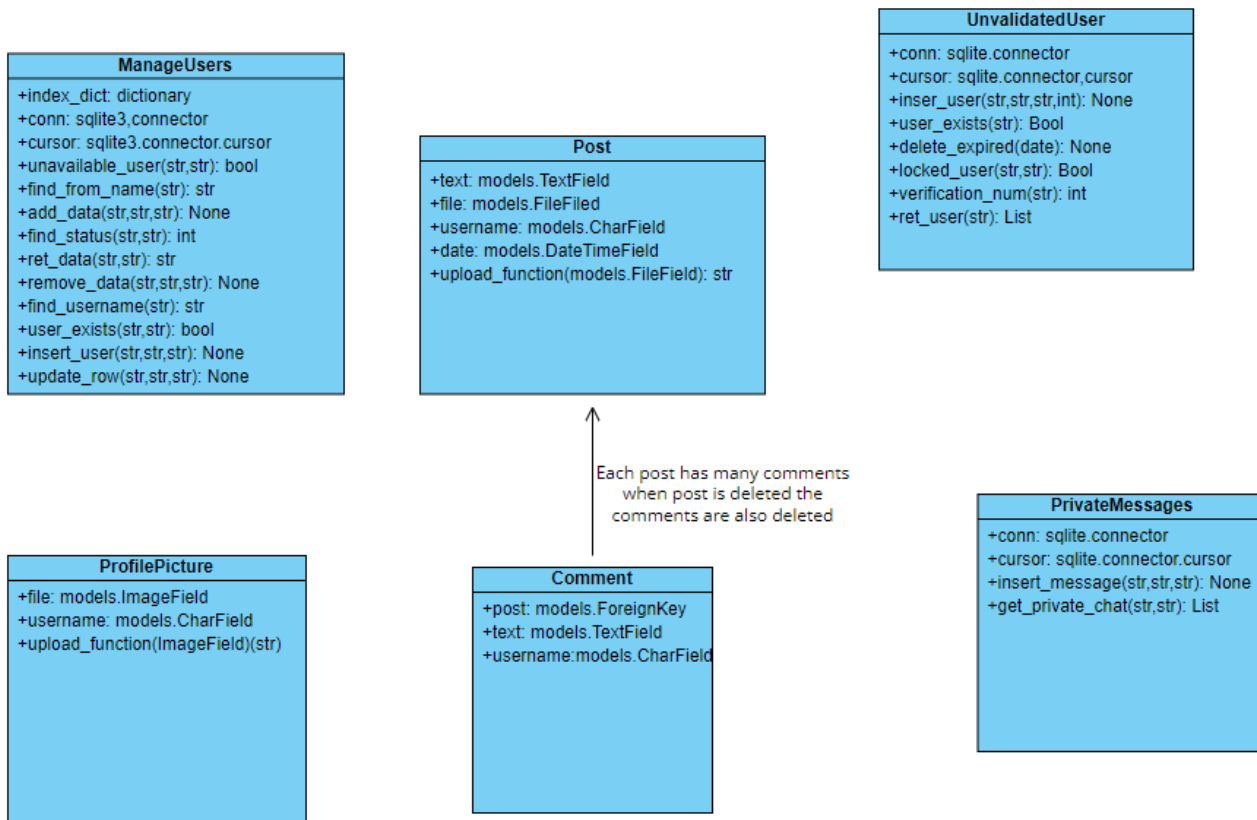 ManageUsers
+index_dict: dictionary
+conn: sqlite3,connector
+cursor: sqlite3.connector.cursor
+unavailable_user(str,str): bool
+find_from_name(str): str
+add_data(str,str,str): None
+find_status(str,str): int
+ret_data(str,str): str
+remove_data(str,str,str): None
+find_username(str): str
+user_exists(str,str): bool
+insert_user(str,str,str): None
+update_row(str,str,str): None
Post
+text: models.TextField
+file: models.FileFiled
+username: models.CharField
+date: models.DateTimeField
+upload_function(models.FileField): str
UnvalidatedUser
+conn: sqlite.connector
+cursor: sqlite.connector,cursor
+inser_user(str,str,str,int): None
+user_exists(str): Bool
+delete_expired(date): None
+locked_user(str,str): Bool
+verification_num(str): int
+ret_user(str): List
Each post has many comments
when post is deleted the
comments are also deleted
ProfilePicture
+file: models.ImageField
+username: models.CharField
+upload_function(ImageField)(str)
Comment
+post: models.ForeignKey
+text: models.TextField
+username:models.CharField
PrivateMessages
+conn: sqlite.connector
+cursor: sqlite.connector.cursor
+insert_message(str,str,str): None
+get_private_chat(str,str): List